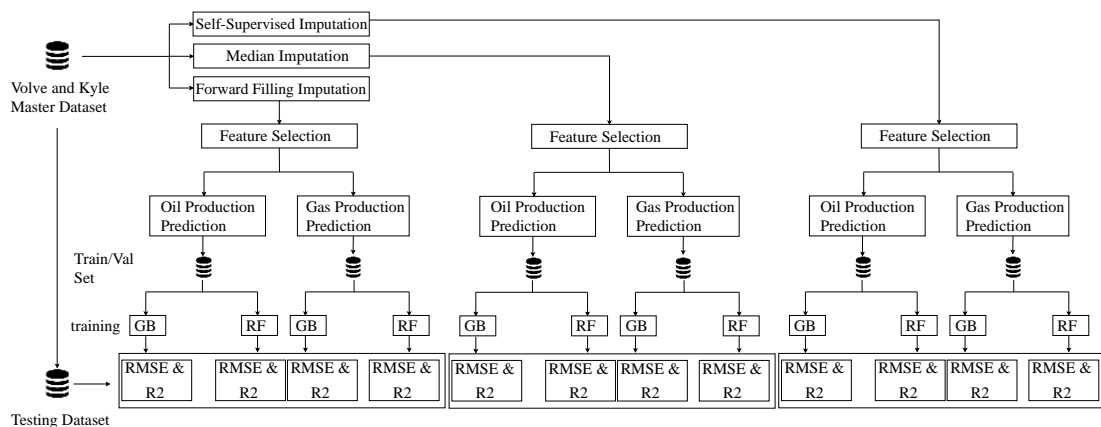 Self-Supervised Imputation
Median Imputation
Volve and Kyle
Master Dataset
Forward Filling Imputation
Feature Selection
Feature Selection
Feature Selection
Oil Production
Prediction
Gas Production
Prediction
Oil Production
Prediction
Gas Production
Prediction
Oil Production
Prediction
Gas Production
Prediction
Train/Val
Set
training
GB
RF
GB
RF
GB
RF
GB
RF
GB
RF
GB
RF
RMSE &
R2
RMSE &
R2
RMSE &
R2
RMSE &
R2
RMSE &
R2
RMSE &
R2
RMSE &
R2
RMSE &
R2
RMSE &
R2
RMSE &
R2
RMSE &
R2
RMSE &
R2
Testing Dataset